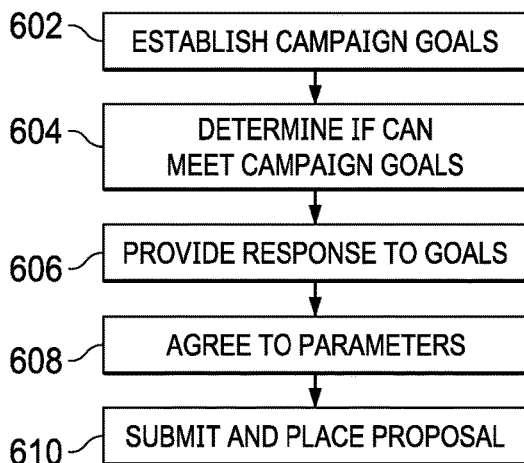 602 ESTABLISH CAMPAIGN GOALS
604 DETERMINE IF CAN
MEET CAMPAIGN GOALS
606 PROVIDE RESPONSE TO GOALS
608 AGREE TO PARAMETERS
610 SUBMIT AND PLACE PROPOSAL